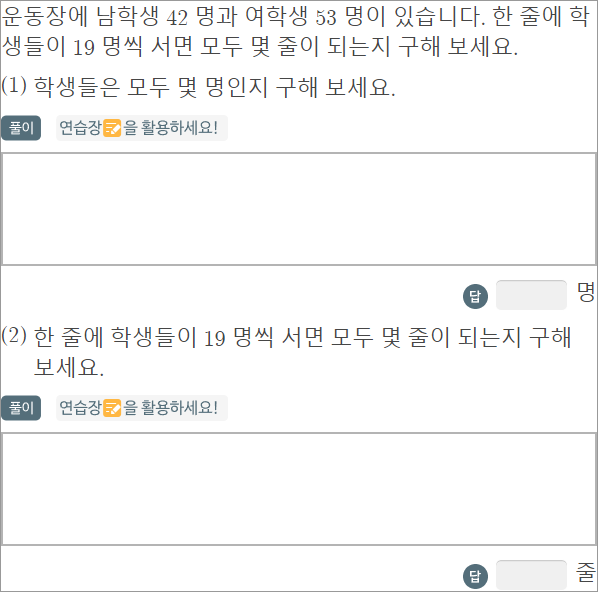 운동장에 남학생 42 명과 여학생 53 명이 있습니다. 한 줄에 학
생들이 19 명씩 서면 모두 몇 줄이 되는지 구해 보세요.
(1) 학생들은 모두 몇 명인지 구해 보세요.
풀이 연습장을 활용하세요!
답 명
(2) 한 줄에 학생들이 19 명씩 서면 모두 몇 줄이 되는지 구해
보세요.
풀이 연습장을 활용하세요!
답 줄